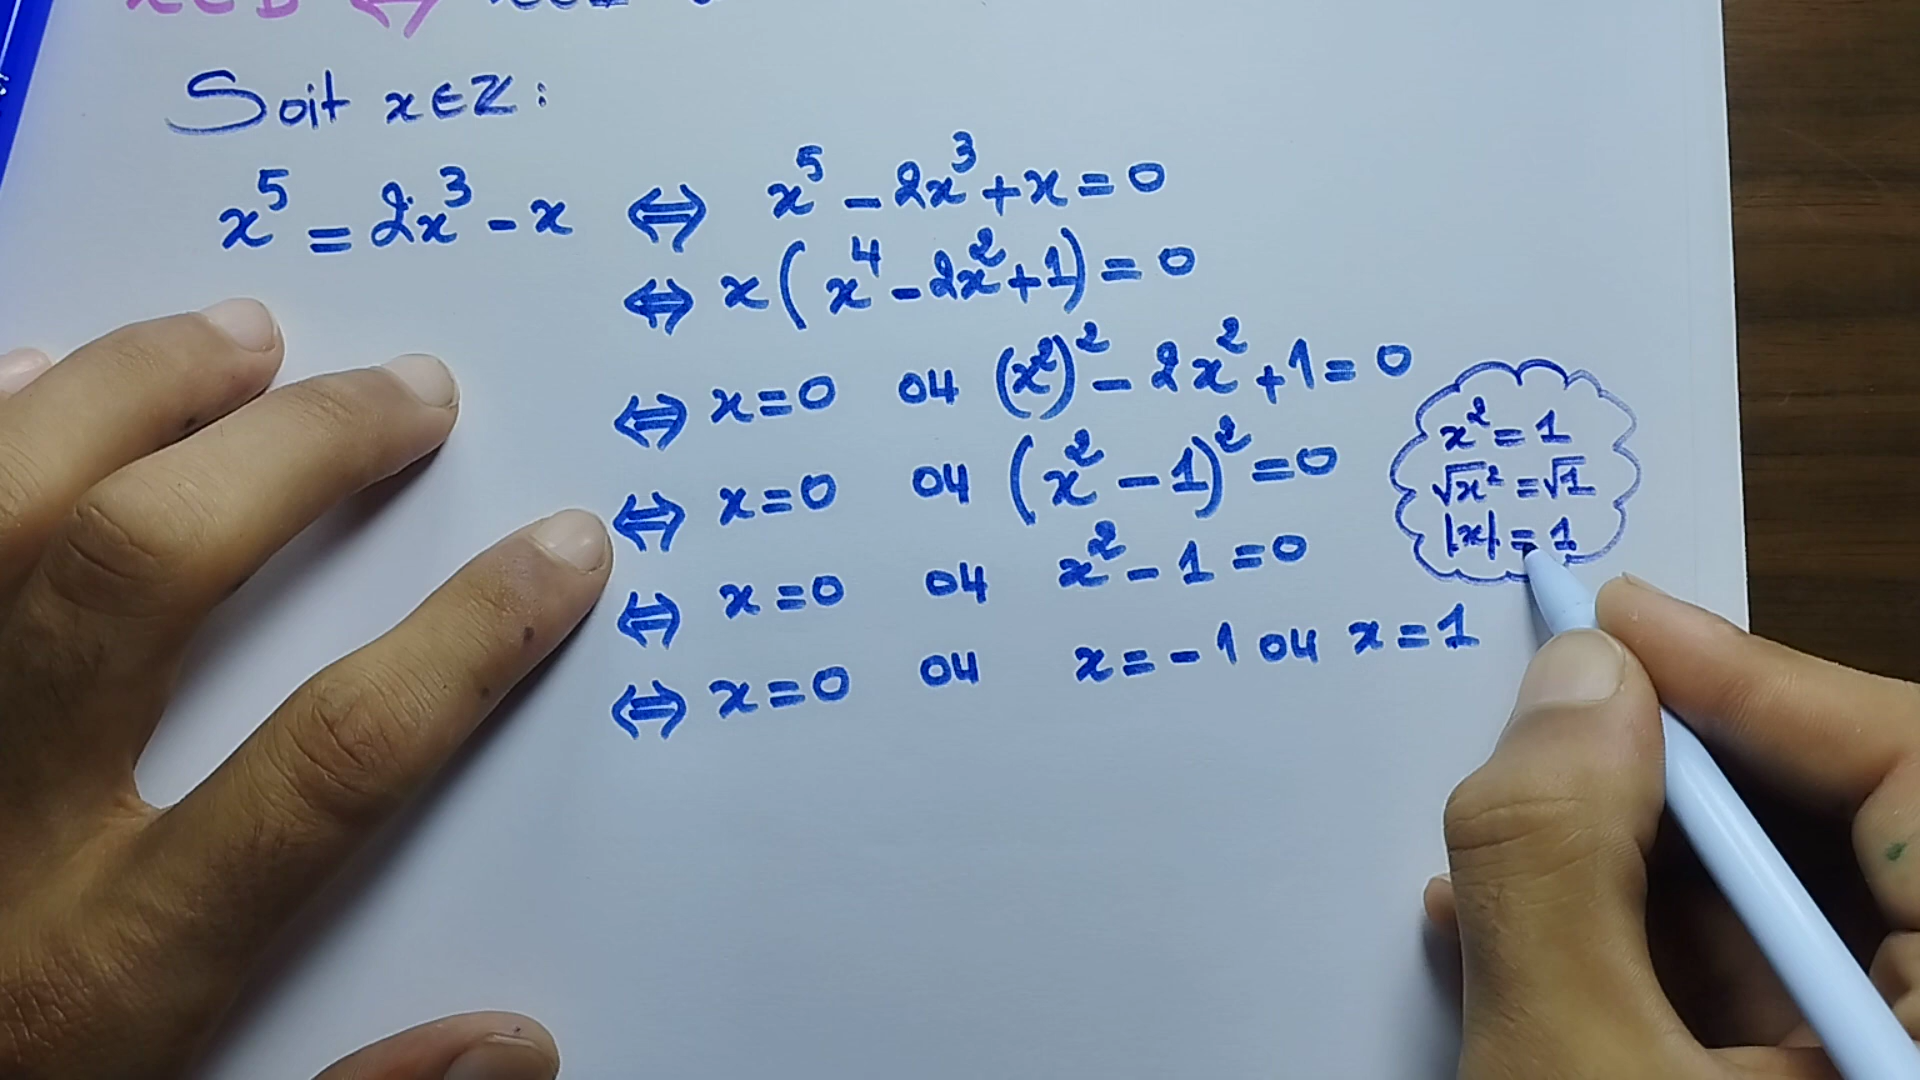 Soit x∈ℤ:
x⁵ = 2x³ - x ⟺ x⁵ - 2x³ + x = 0
⟺ x(x⁴ - 2x² + 1) = 0
⟺ x = 0 ou (x²)² - 2x² + 1 = 0
⟺ x = 0 ou (x² - 1)² = 0
⟺ x = 0 ou x² - 1 = 0
⟺ x = 0 ou x = -1 ou x = 1
x² = 1
√x² = √1
|x| = 1